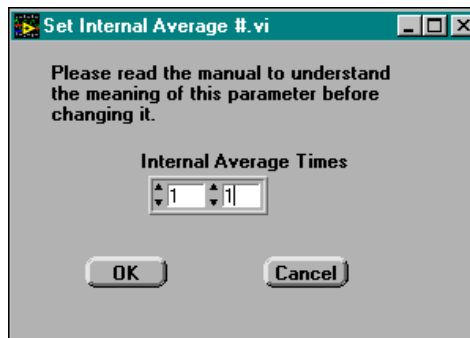 Set Internal Average #.vi
Please read the manual to understand
the meaning of this parameter before
changing it.
Internal Average Times
1 1
OK Cancel